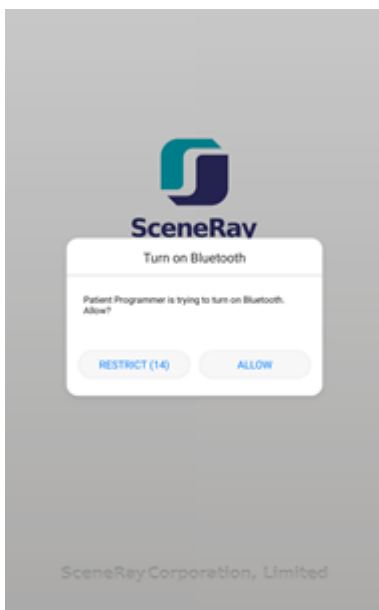 SceneRay
Turn on Bluetooth
Patient Programmer is trying to turn on Bluetooth.
Allow?
RESTRICT (14)
ALLOW
SceneRay Corporation, Limited